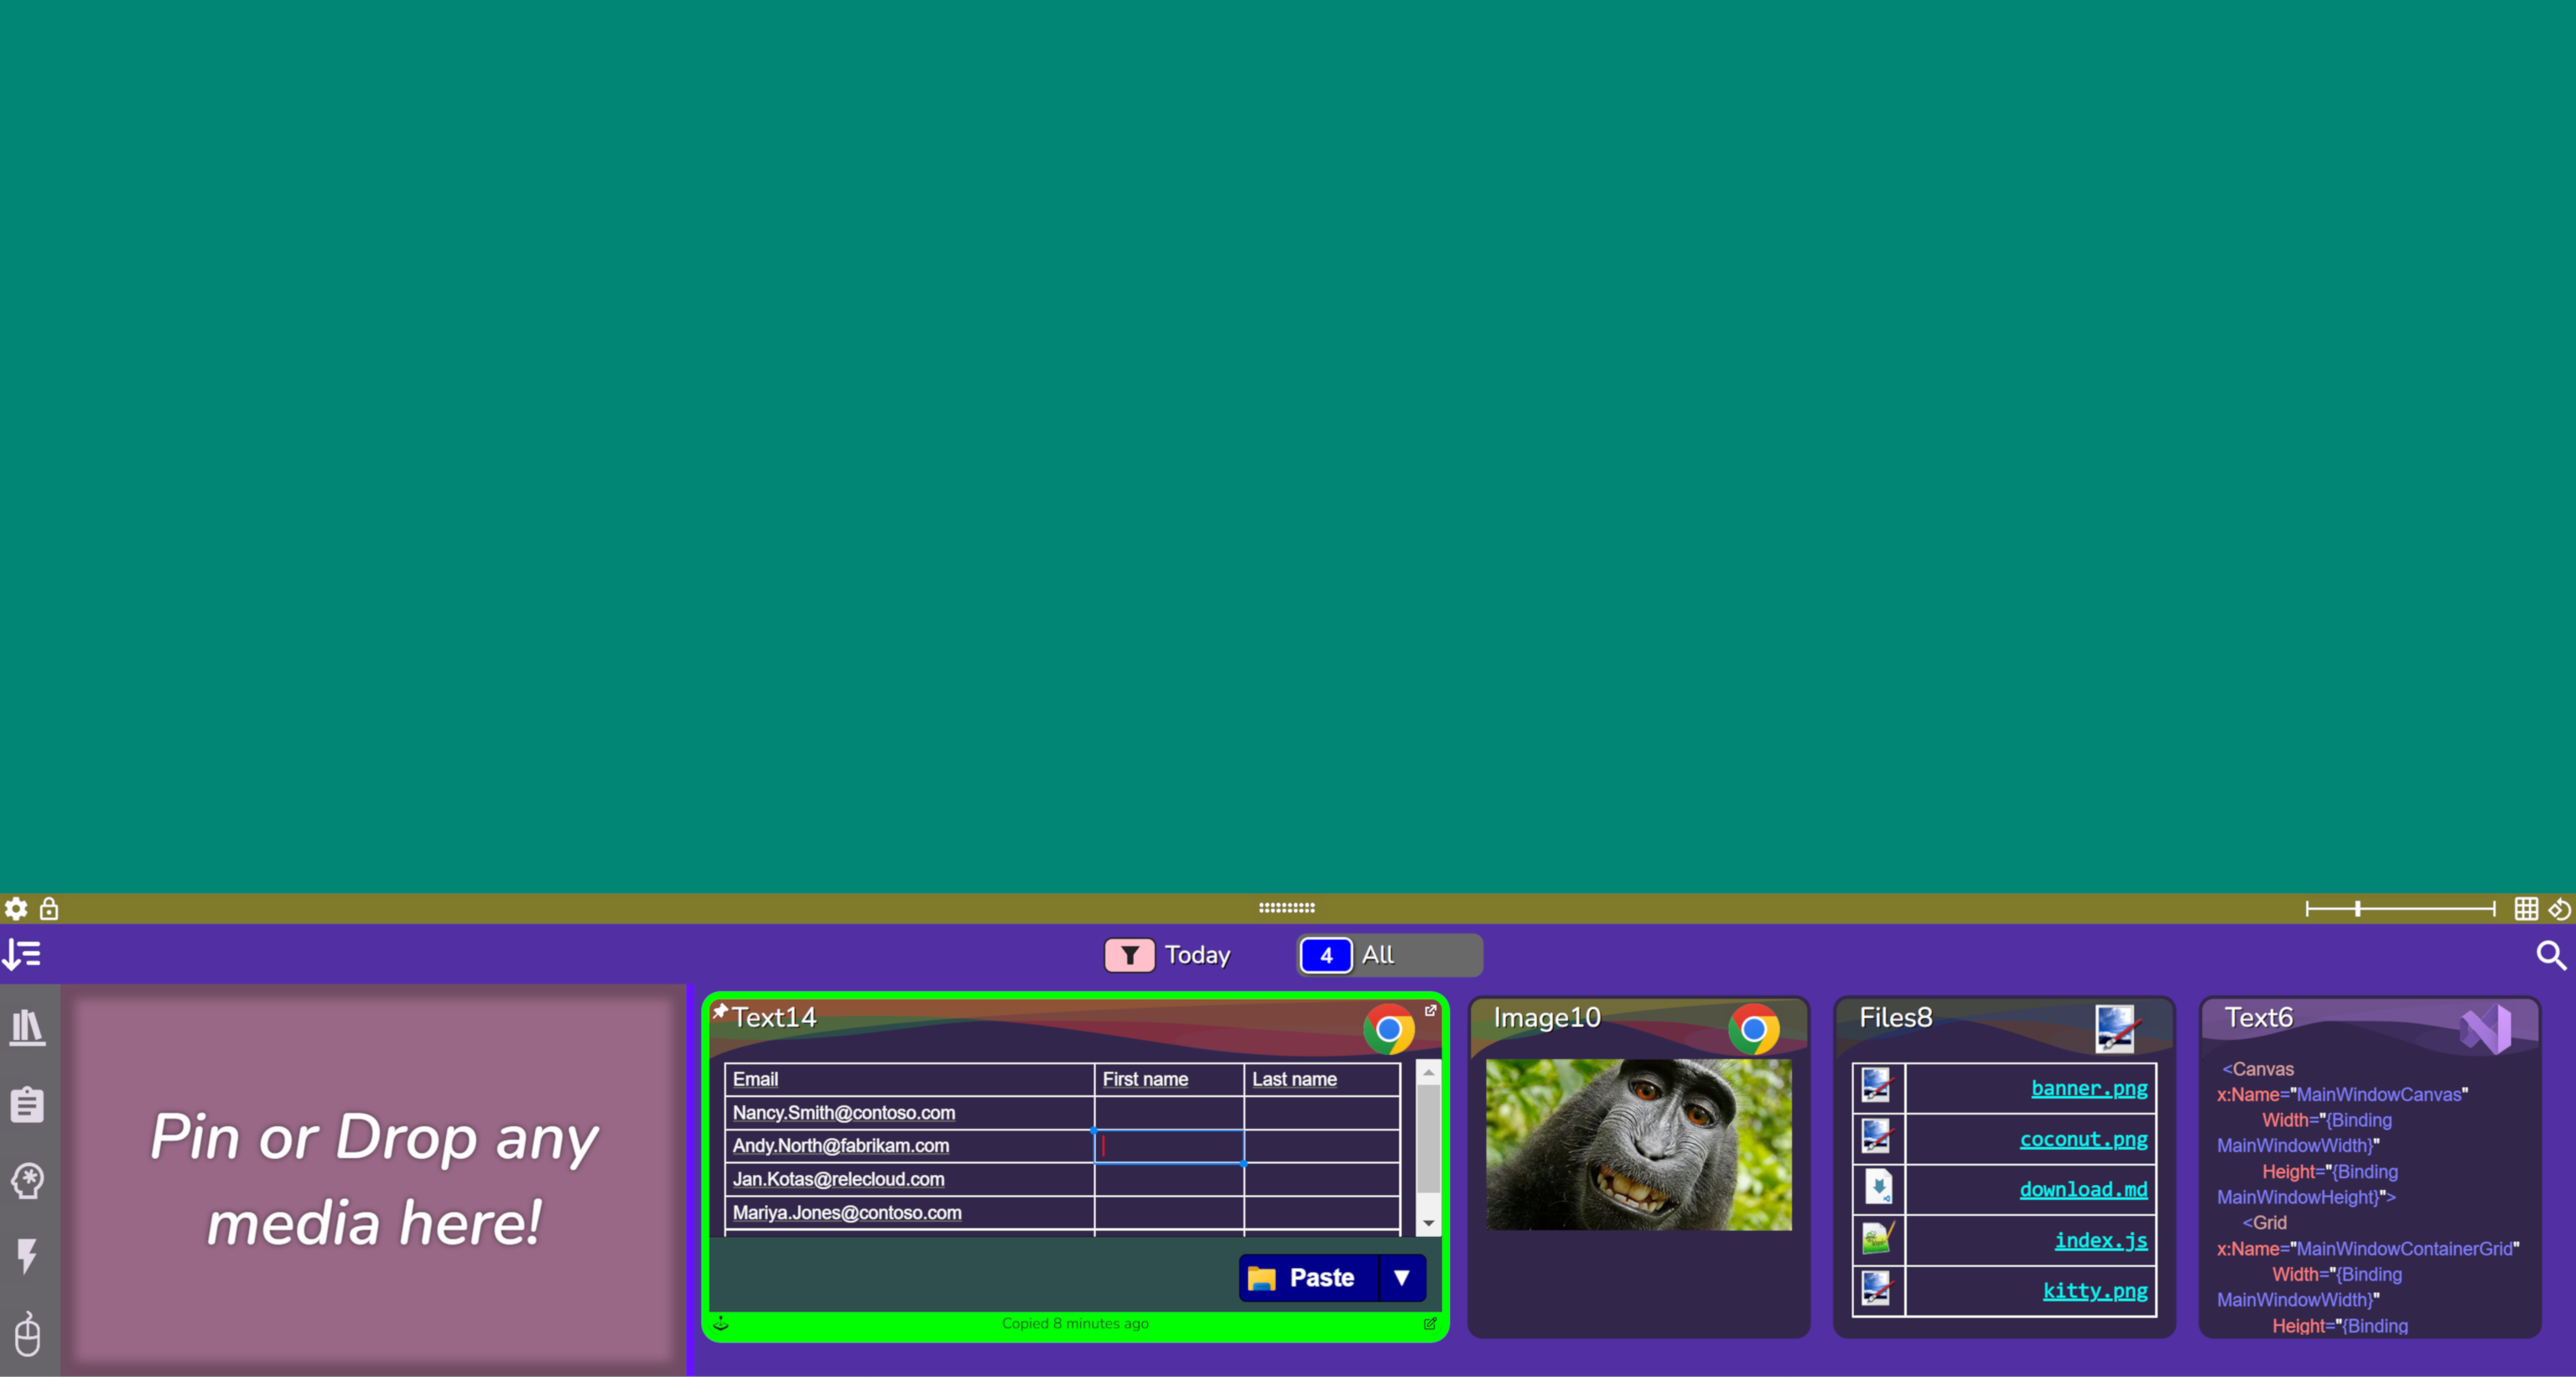 Today
4 All
Pin or Drop any
media here!
Text14
Email First name Last name
Nancy.Smith@contoso.com
Andy.North@fabrikam.com
Jan.Kotas@relecloud.com
Mariya.Jones@contoso.com
Paste
Copied 8 minutes ago
Image10
Files8
banner.png
coconut.png
download.md
index.js
kitty.png
Text6
<Canvas
x:Name="MainWindowCanvas"
Width="{Binding
MainWindowWidth}"
Height="{Binding
MainWindowHeight}">
<Grid
x:Name="MainWindowContainerGrid"
Width="{Binding
MainWindowWidth}"
Height="{Binding